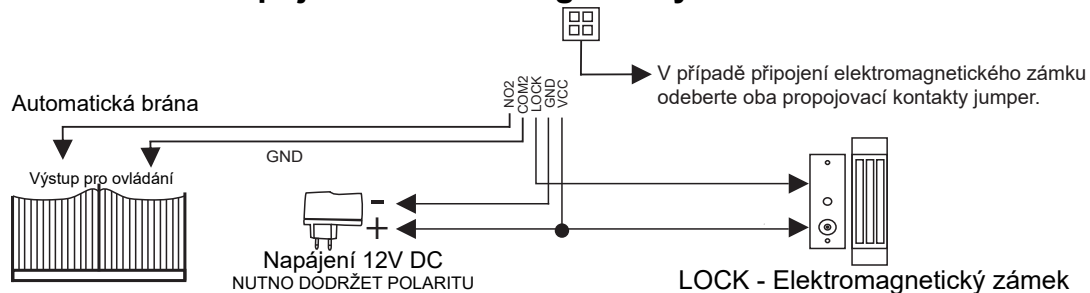 V případě připojení elektromagnetického zámku
odeberte oba propojovací kontakty jumper.
NO2
COM2
LOCK
GND
VCC
Automatická brána
GND
Výstup pro ovládání
-
+
Napájení 12V DC
NUTNO DODRŽET POLARITU
LOCK - Elektromagnetický zámek